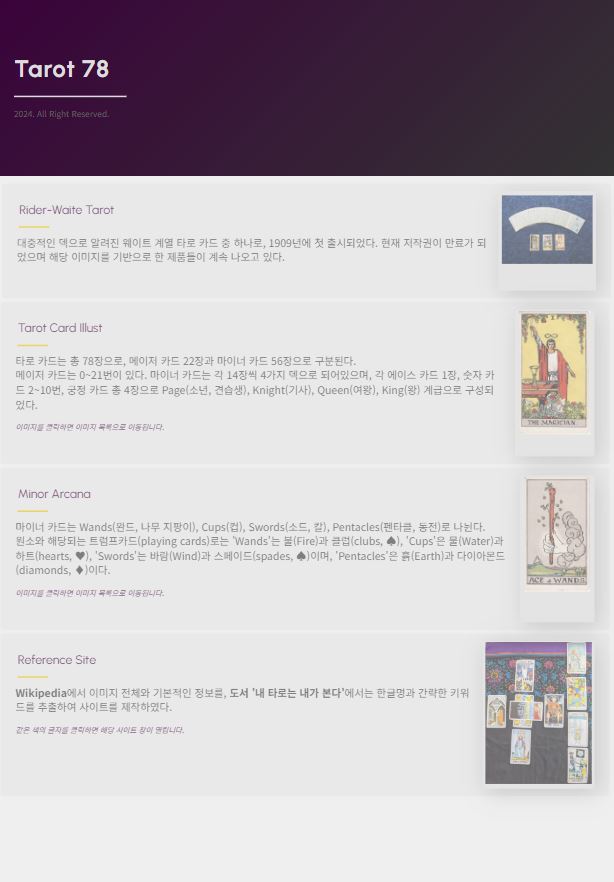 Tarot 78
2024. All Right Reserved.
Rider-Waite Tarot
대중적인 덱으로 알려진 웨이트 계열 타로 카드 중 하나로, 1909년에 첫 출시되었다. 현재 저작권이 만료가 되
었으며 해당 이미지를 기반으로 한 제품들이 계속 나오고 있다.
Tarot Card Illust
타로 카드는 총 78장으로, 메이저 카드 22장과 마이너 카드 56장으로 구분된다.
메이저 카드는 0~21번이 있다. 마이너 카드는 각 14장씩 4가지 덱으로 되어있으며, 각 에이스 카드 1장, 숫자 카
드 2~10번, 궁정 카드 총 4장으로 Page(소년, 견습생), Knight(기사), Queen(여왕), King(왕) 계급으로 구성되
었다.
이미지를 클릭하면 이미지 목록으로 이동됩니다.
THE MAGICIAN.
Minor Arcana
마이너 카드는 Wands(완드, 나무 지팡이), Cups(컵), Swords(소드, 칼), Pentacles(펜타클, 동전)로 나뉜다.
원소와 해당되는 트럼프카드(playing cards)로는 'Wands'는 불(Fire)과 클럽(clubs, ♠), 'Cups'은 물(Water)과
하트(hearts, ♥), 'Swords'는 바람(Wind)과 스페이드(spades, ♠)이며, 'Pentacles'은 흙(Earth)과 다이아몬드
(diamonds, ♦)이다.
이미지를 클릭하면 이미지 목록으로 이동됩니다.
ACE of WANDS.
Reference Site
Wikipedia에서 이미지 전체와 기본적인 정보를, 도서 '내 타로는 내가 본다'에서는 한글명과 간략한 키워
드를 추출하여 사이트를 제작하였다.
같은 색의 글자를 클릭하면 해당 사이트 창이 열립니다.